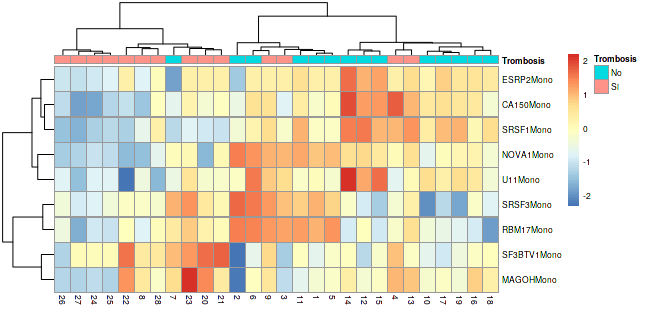 Trombosis
ESRP2Mono
CA150Mono
SRSF1Mono
NOVA1Mono
U11Mono
SRSF3Mono
RBM17Mono
SF3BTV1Mono
MAGOHMono
26 27 24 25 22 8 28 7 23 20 21 2 6 9 3 11 1 5 14 12 15 4 13 10 17 19 16 18
2
1
0
-1
-2
Trombosis
No
SI